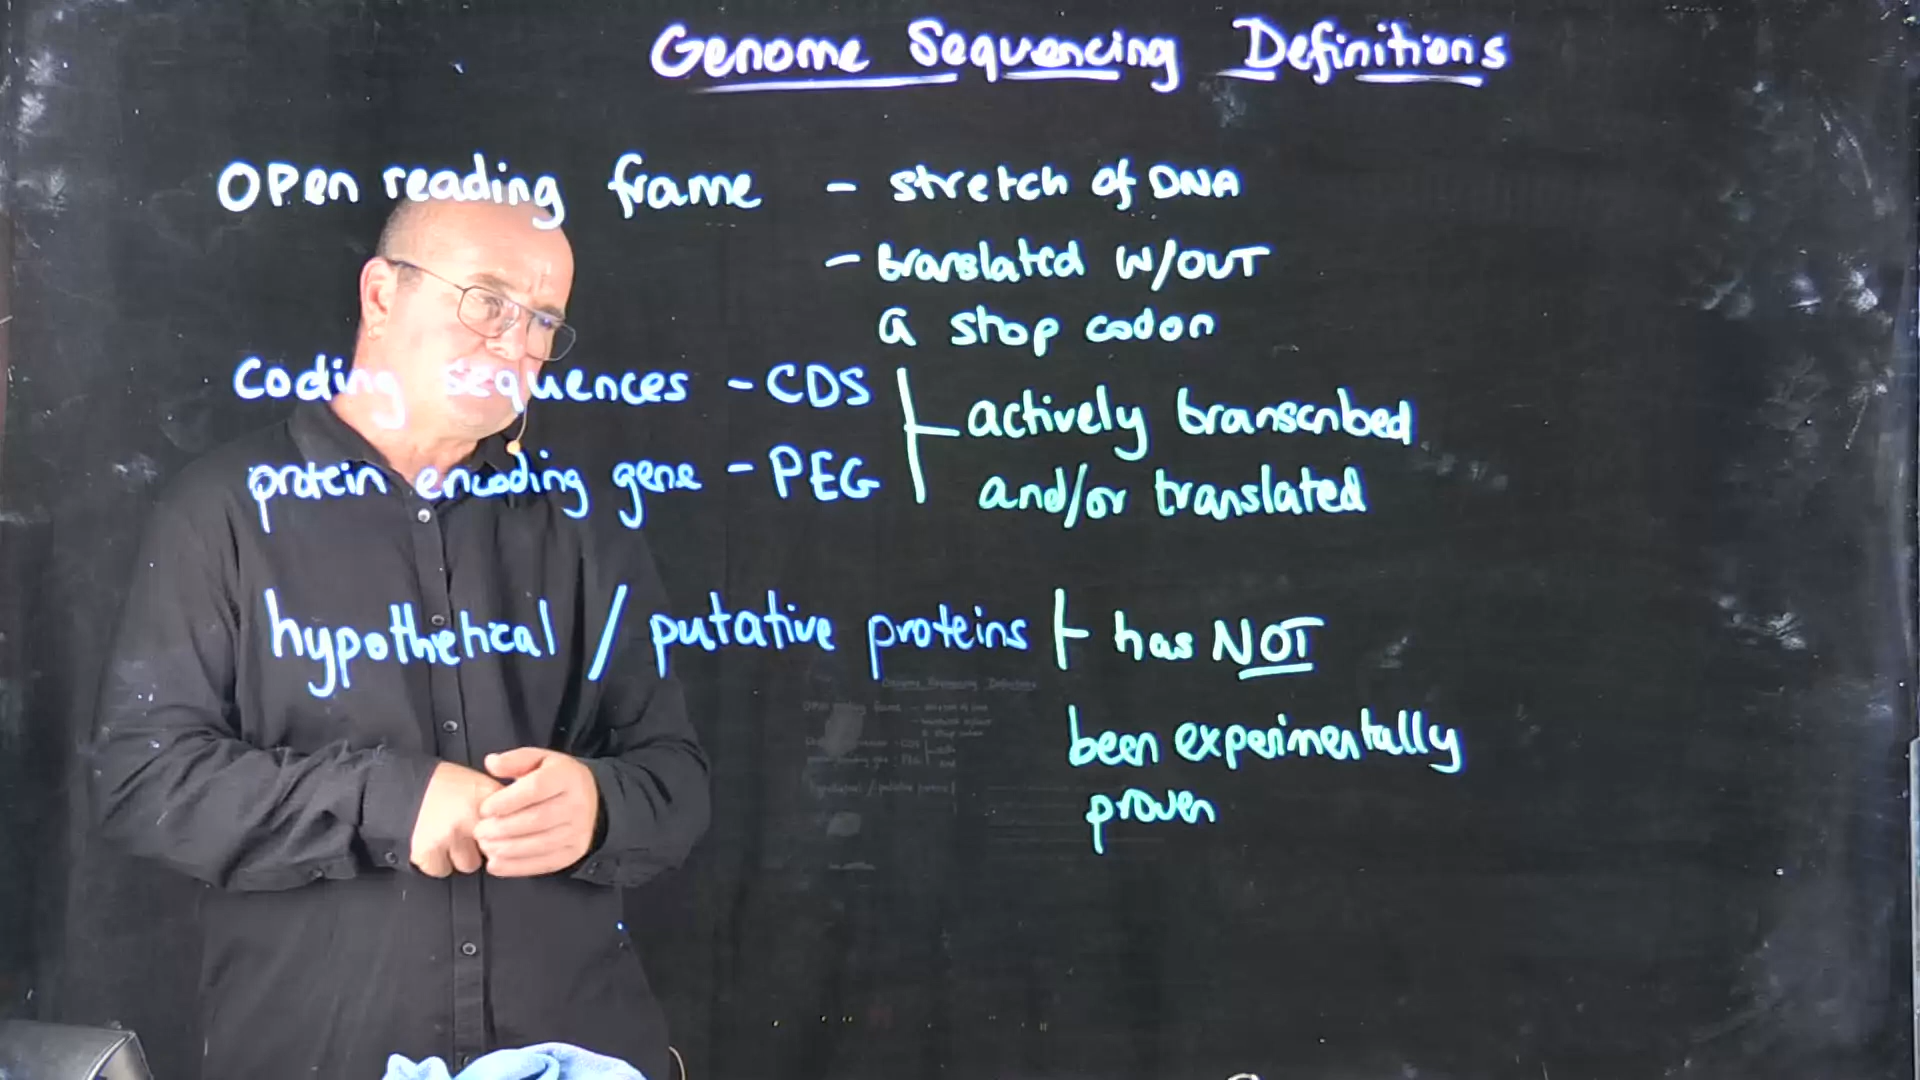 Genome Sequencing Definitions
Open reading frame - stretch of DNA
- translated w/out
a stop codon
Coding sequences - CDS
protein encoding gene - PEG
actively transcribed
and/or translated
hypothetical / putative proteins
has NOT
been experimentally
proven